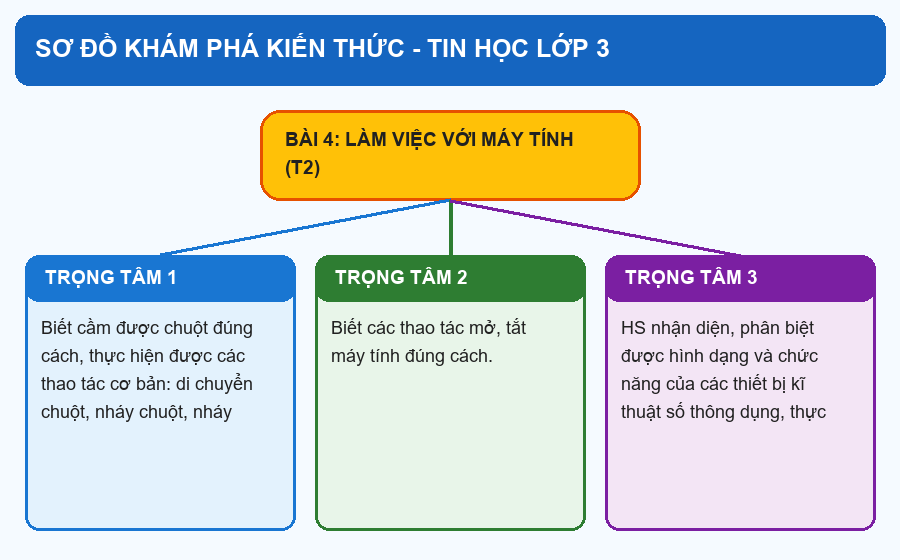 SƠ ĐỒ KHÁM PHÁ KIẾN THỨC - TIN HỌC LỚP 3
BÀI 4: LÀM VIỆC VỚI MÁY TÍNH
(T2)
TRỌNG TÂM 1
Biết cầm được chuột đúng
cách, thực hiện được các
thao tác cơ bản: di chuyển
chuột, nháy chuột, nháy
TRỌNG TÂM 2
Biết các thao tác mở, tắt
máy tính đúng cách.
TRỌNG TÂM 3
HS nhận diện, phân biệt
được hình dạng và chức
năng của các thiết bị kĩ
thuật số thông dụng, thực